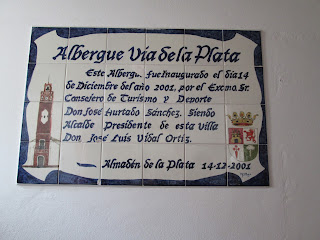 Albergue Via de la Plata
Este Albergue fue inaugurado el dia 14
de Diciembre del año 2001, por el Excmo. Sr.
Consejero de Turismo y Deporte
Don José Hurtado Sánchez, Siendo
Alcalde Presidente de esta villa
Don José Luis Vidal Ortiz.
Almadén de la Plata 14-12-2001